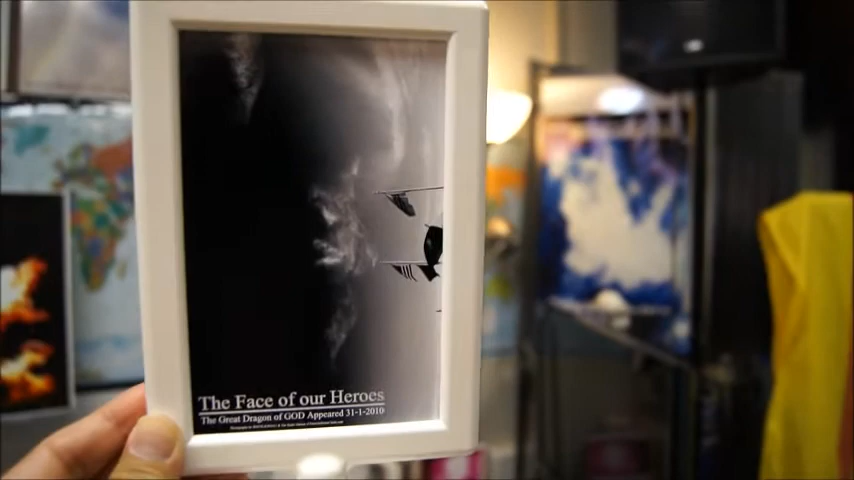 The Face of our Heroes
The Great Dragon of GOD Appeared 31-1-2010